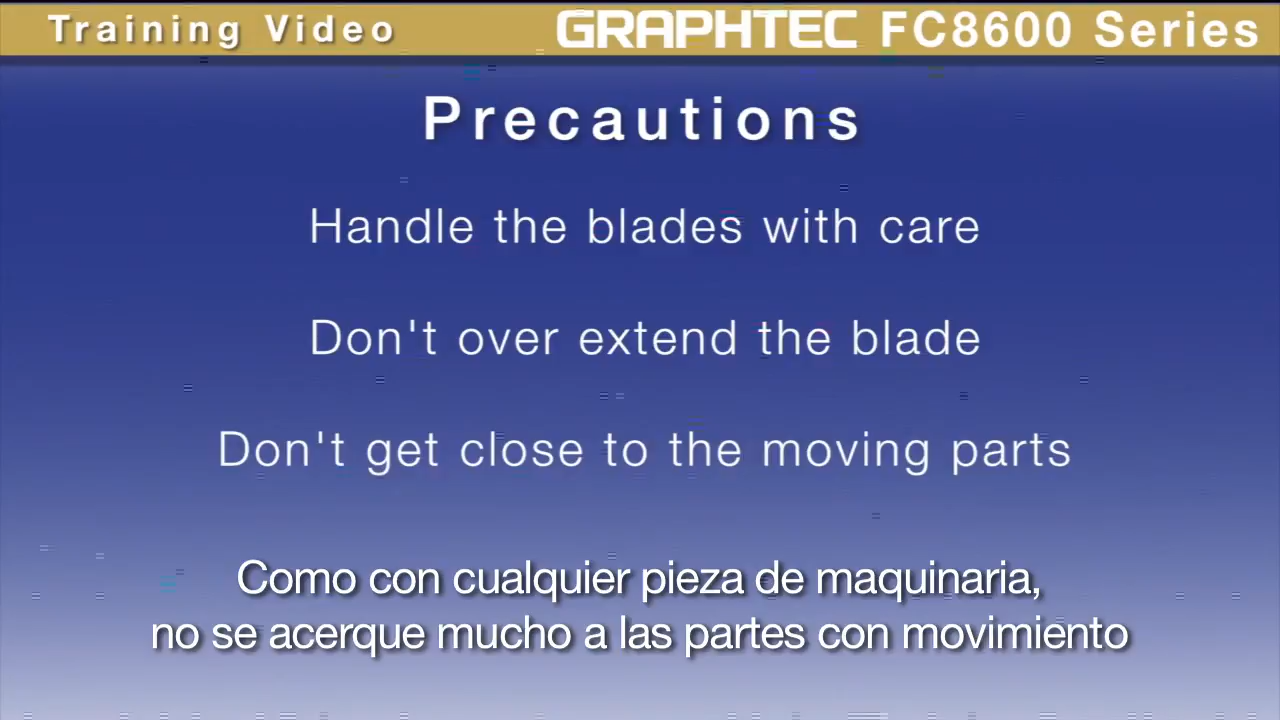 Training Video
GRAPHTEC FC8600 Series
Precautions
Handle the blades with care
Don't over extend the blade
Don't get close to the moving parts
Como con cualquier pieza de maquinaria,
no se acerque mucho a las partes con movimiento